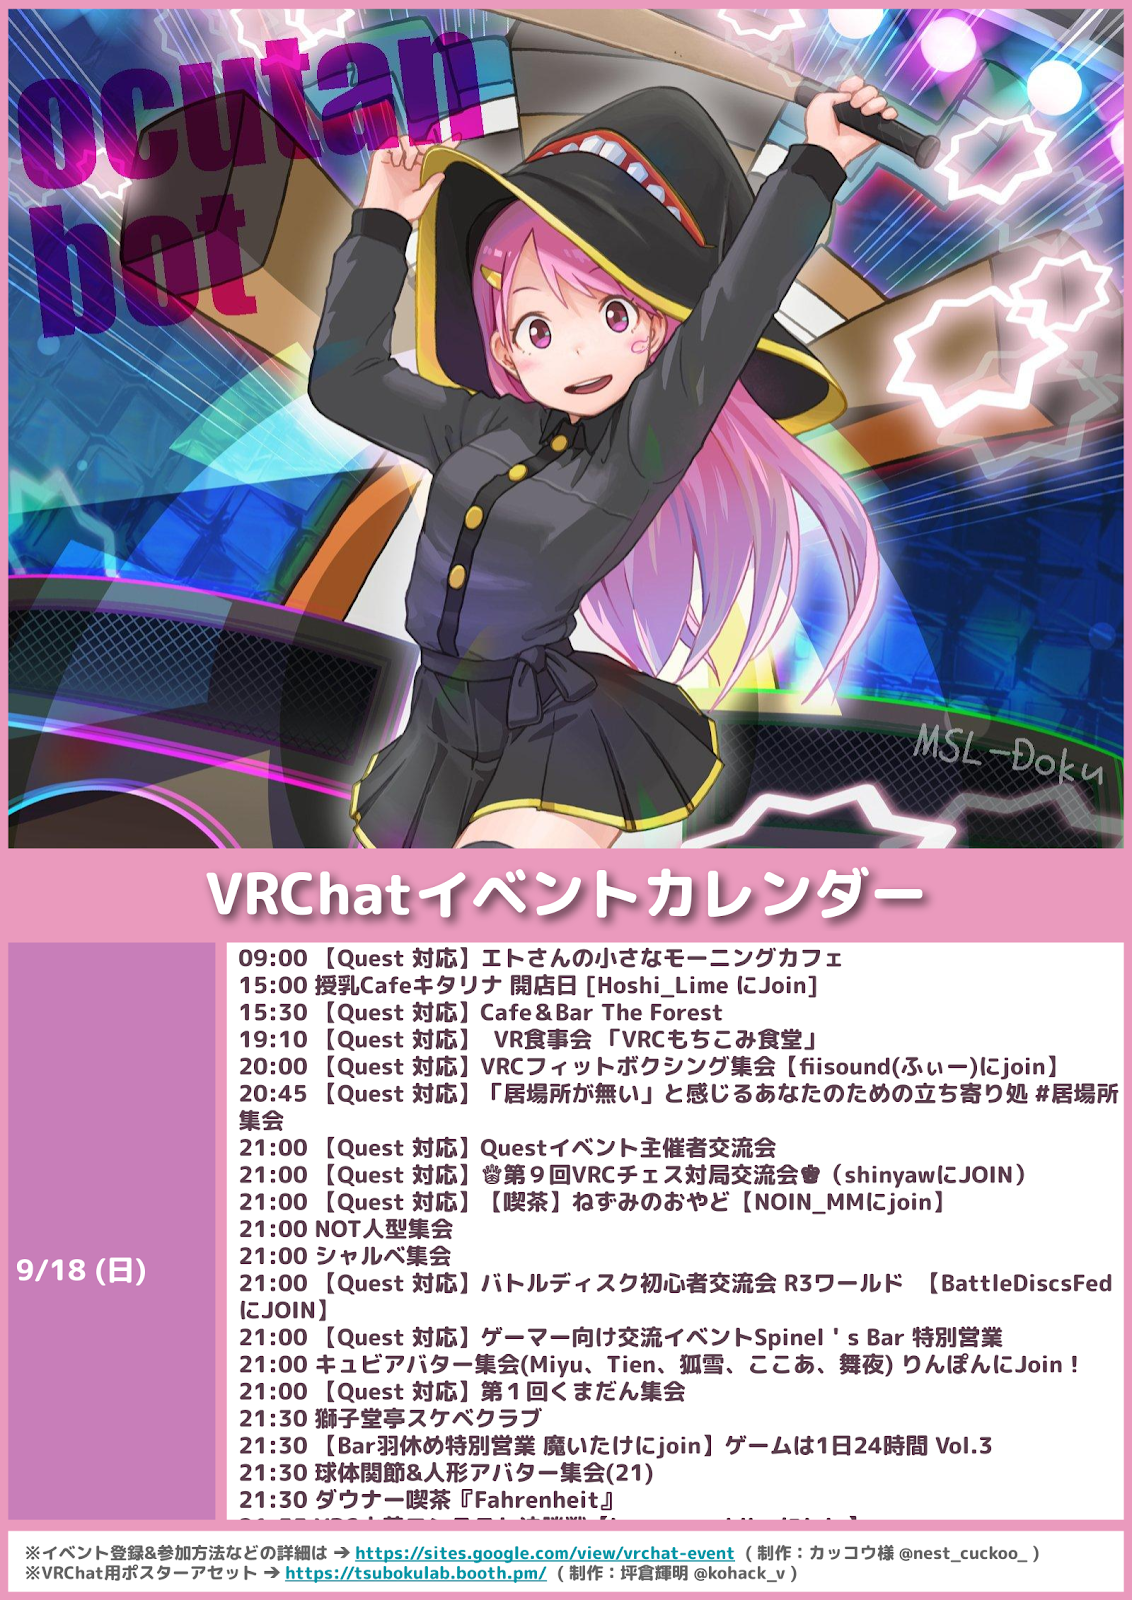 ocutan
bot
MSL-Doku
VRChatイベントカレンダー
9/18 (日)
09:00 【Quest 対応】エトさんの小さなモーニングカフェ
15:00 授乳Cafeキタリナ 開店日 [Hoshi_Lime にJoin]
15:30 【Quest 対応】Cafe＆Bar The Forest
19:10 【Quest 対応】 VR食事会 「VRCもちこみ食堂」
20:00 【Quest 対応】VRCフィットボクシング集会【fiisound(ふぃー)にjoin】
20:45 【Quest 対応】「居場所が無い」と感じるあなたのための立ち寄り処 #居場所
集会
21:00 【Quest 対応】Questイベント主催者交流会
21:00 【Quest 対応】♕第９回VRCチェス対局交流会♚（shinyawにJOIN）
21:00 【Quest 対応】【喫茶】ねずみのおやど【NOIN_MMにjoin】
21:00 NOT人型集会
21:00 シャルベ集会
21:00 【Quest 対応】バトルディスク初心者交流会 R3ワールド 【BattleDiscsFed
にJOIN】
21:00 【Quest 対応】ゲーマー向け交流イベントSpinel＇s Bar 特別営業
21:00 キュビアバター集会(Miyu、Tien、狐雪、ここあ、舞夜) りんぽんにJoin！
21:00 【Quest 対応】第１回くまだん集会
21:30 獅子堂亭スケベクラブ
21:30 【Bar羽休め特別営業 魔いたけにjoin】ゲームは1日24時間 Vol.3
21:30 球体関節&人形アバター集会(21)
21:30 ダウナー喫茶『Fahrenheit』
※イベント登録&参加方法などの詳細は ➔ https://sites.google.com/view/vrchat-event ( 制作：カッコウ様 @nest_cuckoo_ )
※VRChat用ポスターアセット ➔ https://tsubokulab.booth.pm/ ( 制作：坪倉輝明 @kohack_v )